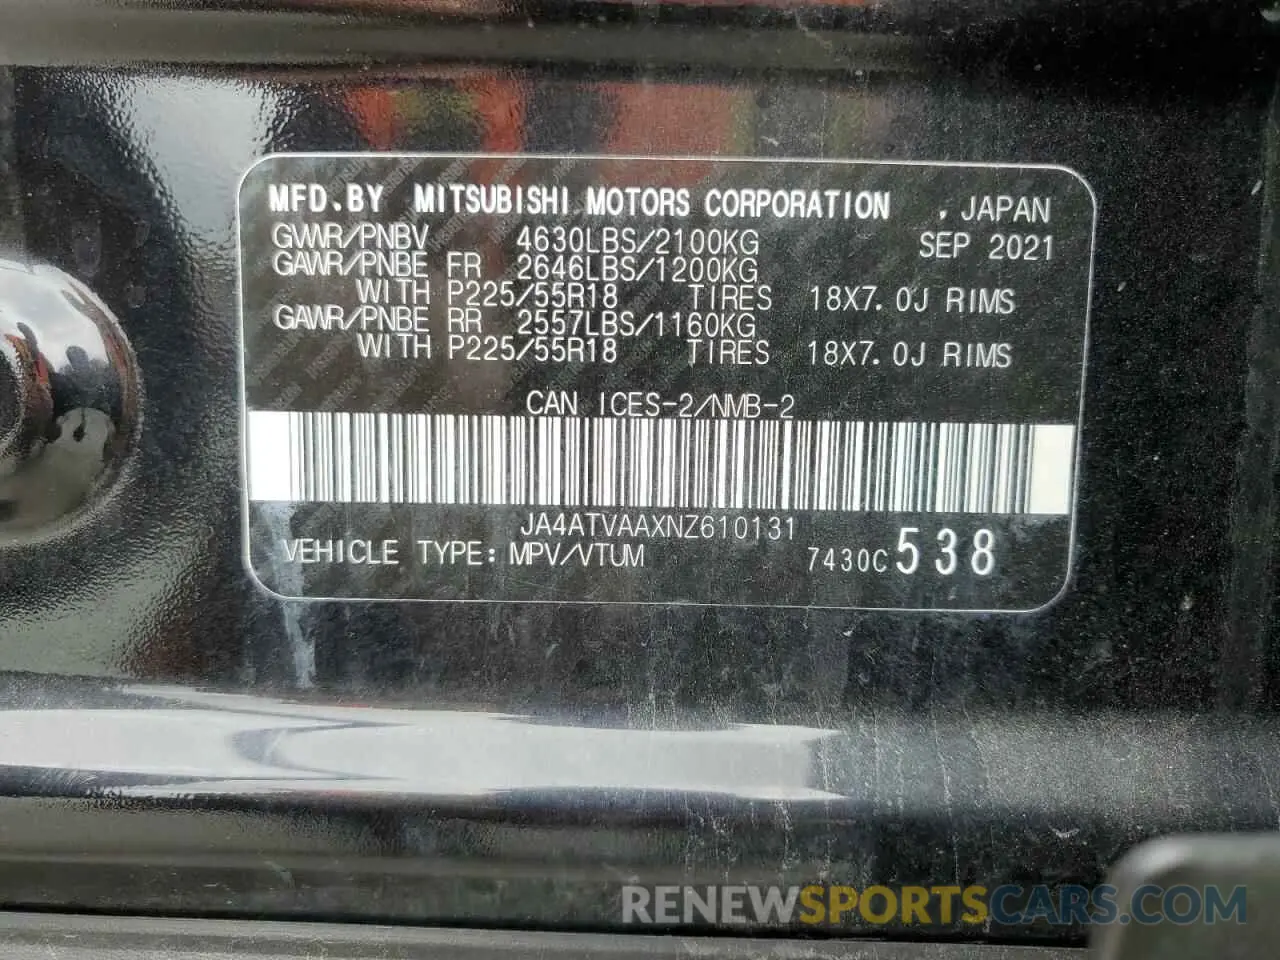 MFD.BY MITSUBISHI MOTORS CORPORATION , JAPAN
GVWR/PNBV 4630LBS/2100KG SEP 2021
GAWR/PNBE FR 2646LBS/1200KG
WITH P225/55R18 TIRES 18X7.0J RIMS
GAWR/PNBE RR 2557LBS/1160KG
WITH P225/55R18 TIRES 18X7.0J RIMS
CAN ICES-2/NMB-2
JA4ATVAAXNZ610131
VEHICLE TYPE: MPV/VTUM 7430C 538
RENEWSPORTSCARS.COM